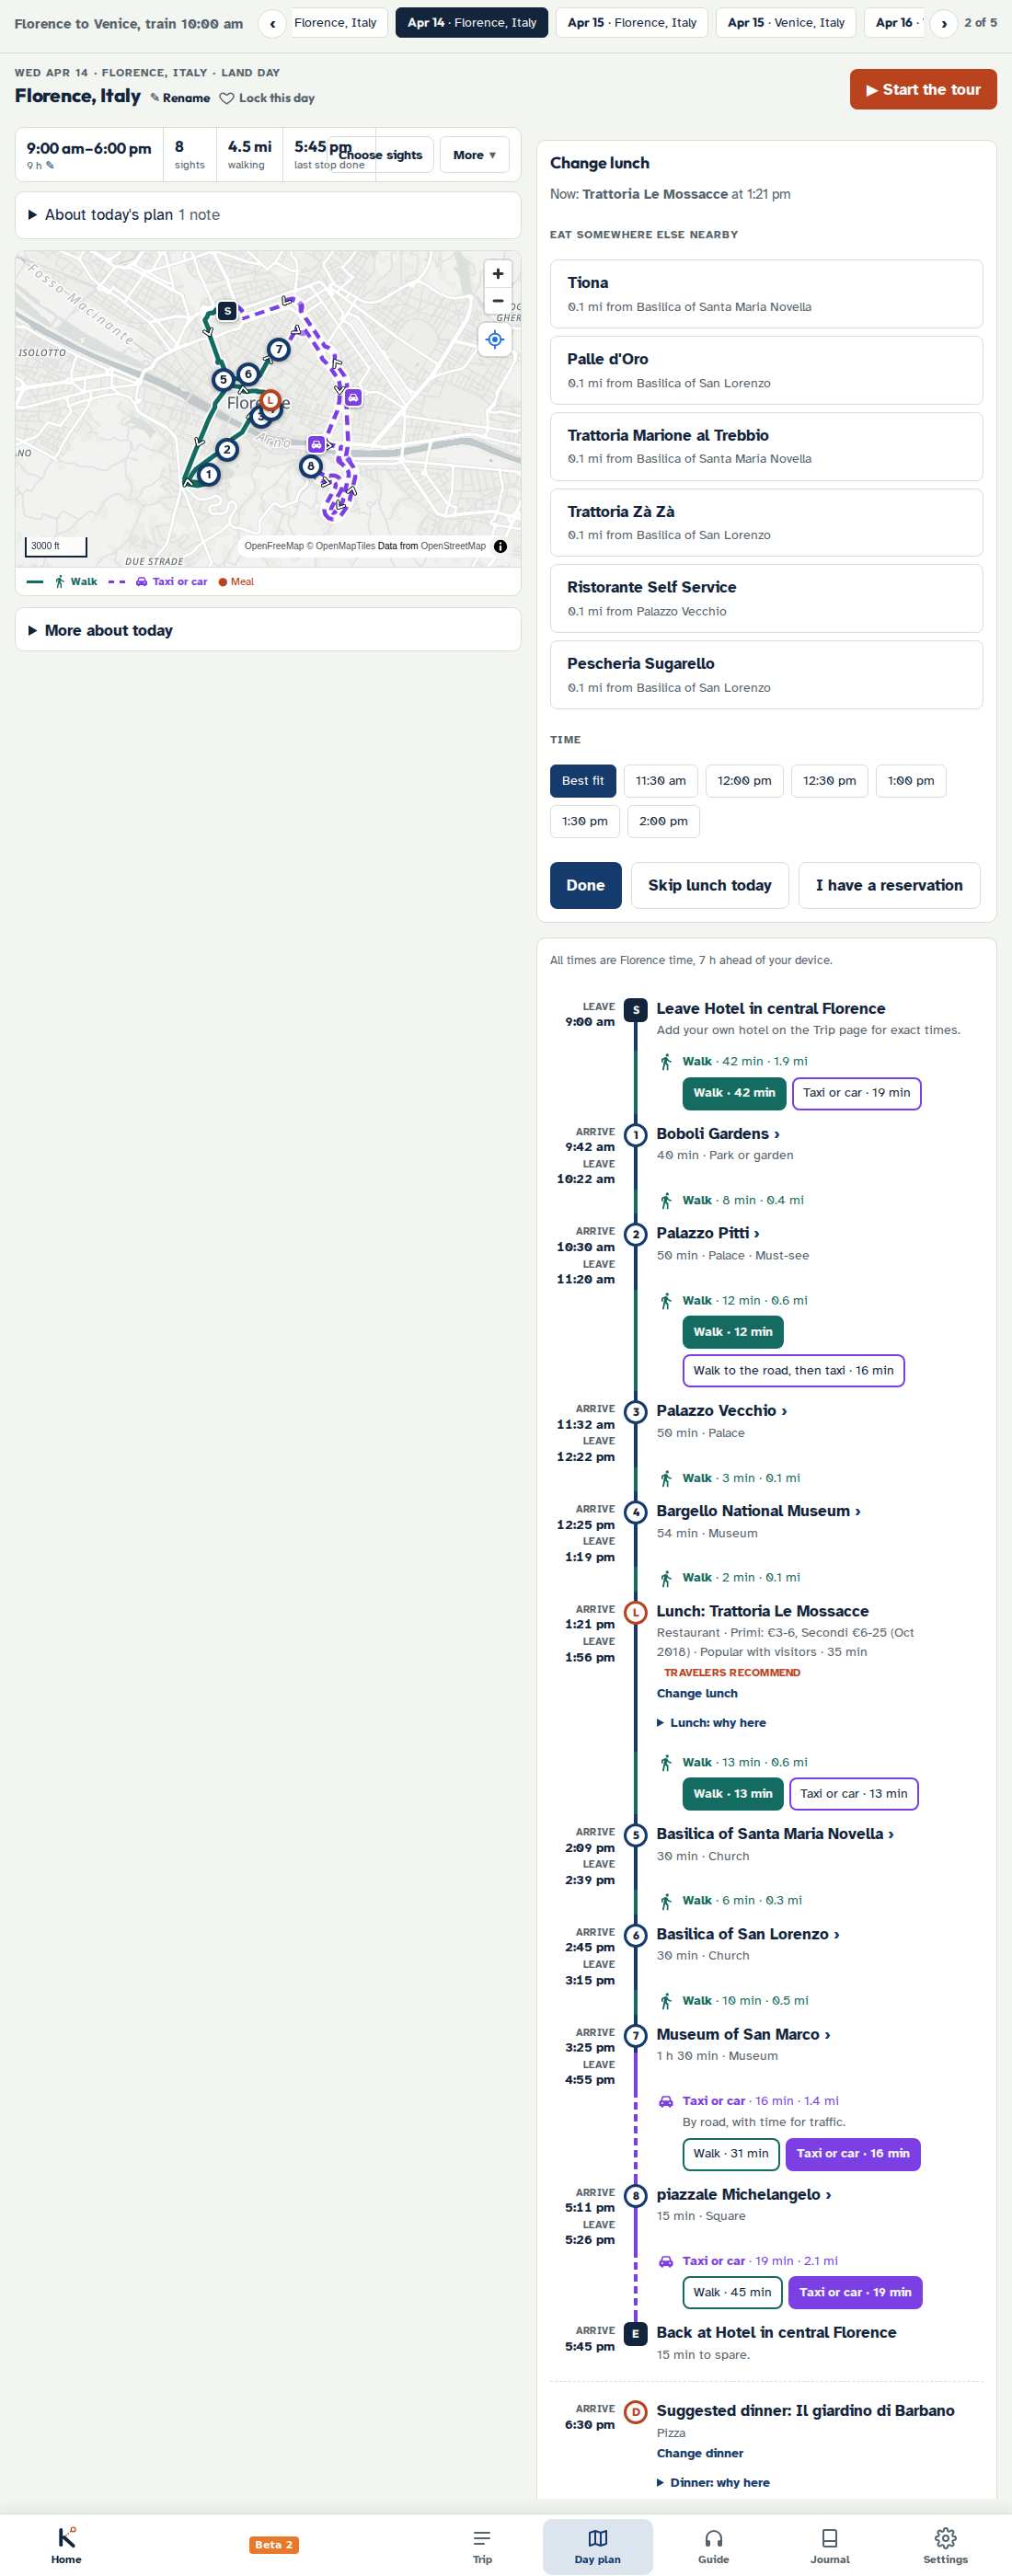 Florence to Venice, train 10:00 am
‹
Florence, Italy
Apr 14 · Florence, Italy
Apr 15 · Florence, Italy
Apr 15 · Venice, Italy
Apr 16 ·
›
2 of 5
WED APR 14 · FLORENCE, ITALY · LAND DAY
Florence, Italy ✎ Rename ♡ Lock this day
▶ Start the tour
9:00 am–6:00 pm
9 h ✎
8
sights
4.5 mi
walking
5:45 pm
last stop done
Choose sights
More ▾
▶ About today's plan 1 note
Fosso-Macinante
ISOLOTTO
GHER
Florence
Arno
ANO
DUE STRADE
S
1
2
3
5
6
7
8
L
+
−
3000 ft
OpenFreeMap © OpenMapTiles Data from OpenStreetMap
Walk
Taxi or car
Meal
▶ More about today
Change lunch
Now: Trattoria Le Mossacce at 1:21 pm
EAT SOMEWHERE ELSE NEARBY
Tiona
0.1 mi from Basilica of Santa Maria Novella
Palle d'Oro
0.1 mi from Basilica of San Lorenzo
Trattoria Marione al Trebbio
0.1 mi from Basilica of Santa Maria Novella
Trattoria Zà Zà
0.1 mi from Basilica of San Lorenzo
Ristorante Self Service
0.1 mi from Palazzo Vecchio
Pescheria Sugarello
0.1 mi from Basilica of San Lorenzo
TIME
Best fit
11:30 am
12:00 pm
12:30 pm
1:00 pm
1:30 pm
2:00 pm
Done
Skip lunch today
I have a reservation
All times are Florence time, 7 h ahead of your device.
LEAVE
9:00 am
S
Leave Hotel in central Florence
Add your own hotel on the Trip page for exact times.
Walk · 42 min · 1.9 mi
Walk · 42 min
Taxi or car · 19 min
ARRIVE
9:42 am
LEAVE
10:22 am
1
Boboli Gardens ›
40 min · Park or garden
Walk · 8 min · 0.4 mi
ARRIVE
10:30 am
LEAVE
11:20 am
2
Palazzo Pitti ›
50 min · Palace · Must-see
Walk · 12 min · 0.6 mi
Walk · 12 min
Walk to the road, then taxi · 16 min
ARRIVE
11:32 am
LEAVE
12:22 pm
3
Palazzo Vecchio ›
50 min · Palace
Walk · 3 min · 0.1 mi
ARRIVE
12:25 pm
LEAVE
1:19 pm
4
Bargello National Museum ›
54 min · Museum
Walk · 2 min · 0.1 mi
ARRIVE
1:21 pm
LEAVE
1:56 pm
L
Lunch: Trattoria Le Mossacce
Restaurant · Primi: €3-6, Secondi €6-25 (Oct
2018) · Popular with visitors · 35 min
TRAVELERS RECOMMEND
Change lunch
▶ Lunch: why here
Walk · 13 min · 0.6 mi
Walk · 13 min
Taxi or car · 13 min
ARRIVE
2:09 pm
LEAVE
2:39 pm
5
Basilica of Santa Maria Novella ›
30 min · Church
Walk · 6 min · 0.3 mi
ARRIVE
2:45 pm
LEAVE
3:15 pm
6
Basilica of San Lorenzo ›
30 min · Church
Walk · 10 min · 0.5 mi
ARRIVE
3:25 pm
LEAVE
4:55 pm
7
Museum of San Marco ›
1 h 30 min · Museum
Taxi or car · 16 min · 1.4 mi
By road, with time for traffic.
Walk · 31 min
Taxi or car · 16 min
ARRIVE
5:11 pm
LEAVE
5:26 pm
8
piazzale Michelangelo ›
15 min · Square
Taxi or car · 19 min · 2.1 mi
Walk · 45 min
Taxi or car · 19 min
ARRIVE
5:45 pm
E
Back at Hotel in central Florence
15 min to spare.
ARRIVE
6:30 pm
D
Suggested dinner: Il giardino di Barbano
Pizza
Change dinner
▶ Dinner: why here
Home
Beta 2
Trip
Day plan
Guide
Journal
Settings